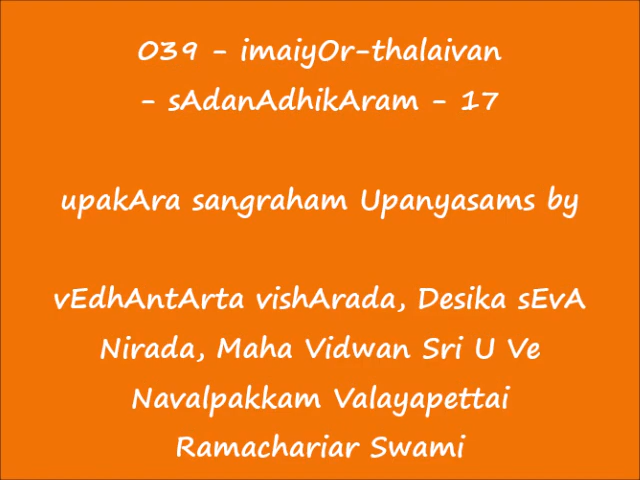 039 - imaiyOr-thalaivan
- sAdanAdhikAram - 17
upakAra sangraham Upanyasams by
vEdhAntArta vishArada, Desika sEvA
Nirada, Maha Vidwan Sri U Ve
Navalpakkam Valayapettai
Ramachariar Swami